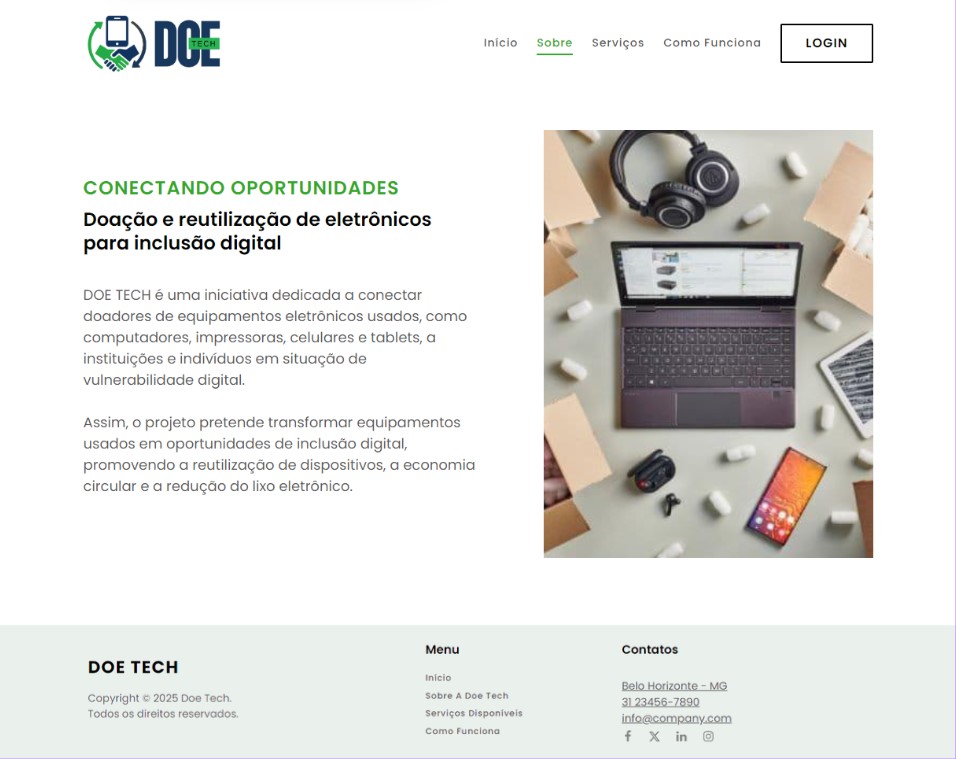 DOE
TECH
Início
Sobre
Serviços
Como Funciona
LOGIN
CONECTANDO OPORTUNIDADES
Doação e reutilização de eletrônicos
para inclusão digital
DOE TECH é uma iniciativa dedicada a conectar
doadores de equipamentos eletrônicos usados, como
computadores, impressoras, celulares e tablets, a
instituições e indivíduos em situação de
vulnerabilidade digital.
Assim, o projeto pretende transformar equipamentos
usados em oportunidades de inclusão digital,
promovendo a reutilização de dispositivos, a economia
circular e a redução do lixo eletrônico.
DOE TECH
Copyright © 2025 Doe Tech.
Todos os direitos reservados.
Menu
Início
Sobre A Doe Tech
Serviços Disponíveis
Como Funciona
Contatos
Belo Horizonte - MG
31 23456-7890
info@company.com